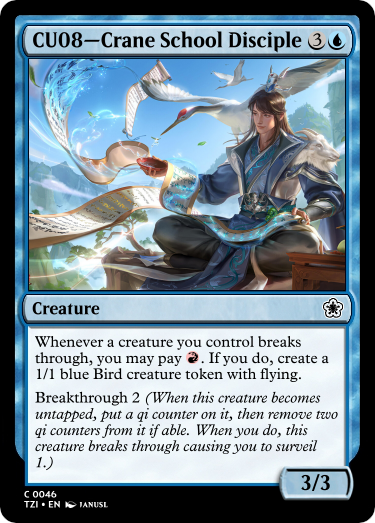 CU08—Crane School Disciple 3
Creature
Whenever a creature you control breaks
through, you may pay . If you do, create a
1/1 blue Bird creature token with flying.
Breakthrough 2 (When this creature becomes
untapped, put a qi counter on it, then remove two
qi counters from it if able. When you do, this
creature breaks through causing you to surveil
1.)
3/3
C 0046
TZI • EN JANUSL